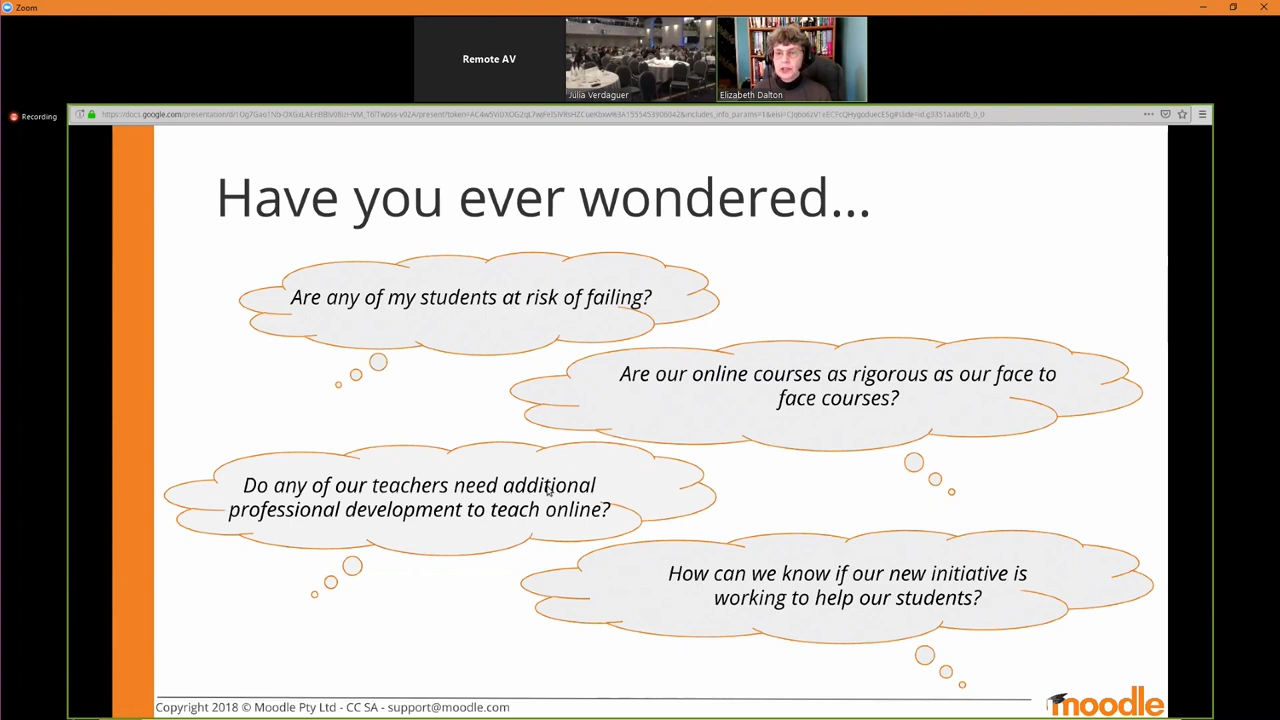 Zoom
Remote AV
Julia Verdaguer
Elizabeth Dalton
Recording
Have you ever wondered...
Are any of my students at risk of failing?
Are our online courses as rigorous as our face to
face courses?
Do any of our teachers need additional
professional development to teach online?
How can we know if our new initiative is
working to help our students?
Copyright 2018 © Moodle Pty Ltd - CC SA - support@moodle.com
moodle